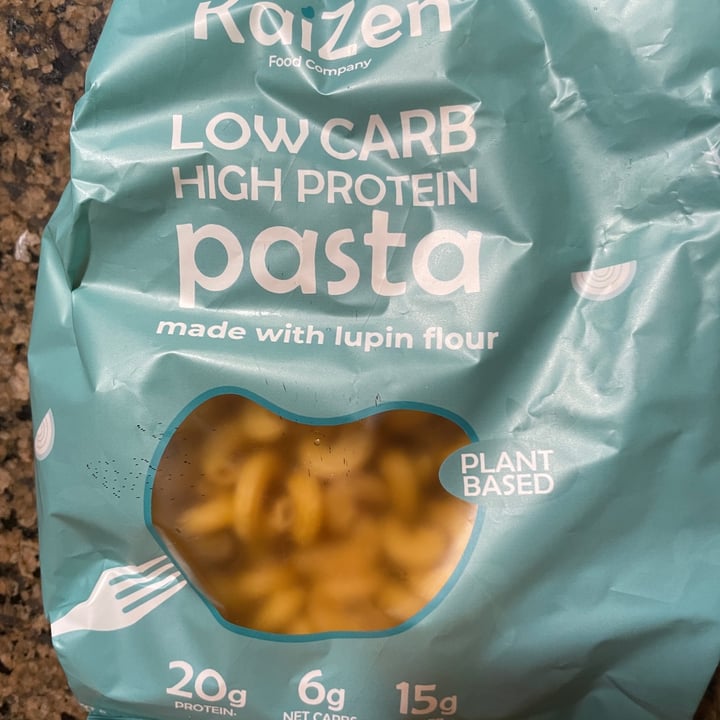 KaiZen
Food Company
LOW CARB
HIGH PROTEIN
pasta
made with lupin flour
PLANT
BASED
20g 6g 15g
PROTEIN* NET CARBS